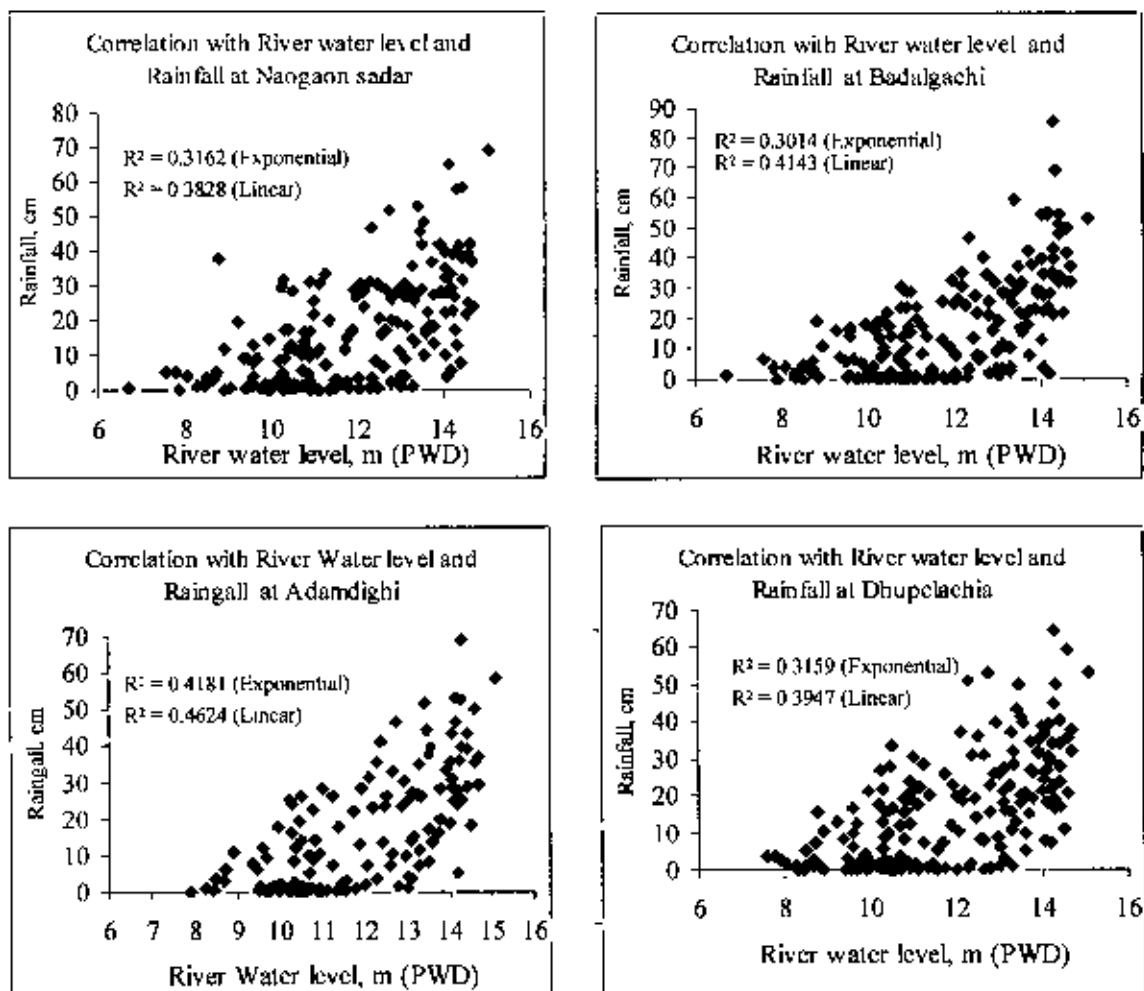 Correlation with River water level and
Rainfall at Naogaon sadar
80
70
60
50
40
30
20
10
0
R² = 0.3162 (Exponential)
R² = 0.3828 (Linear)
Rainfall, cm
6 8 10 12 14 16
River water level, m (PWD)
Correlation with River water level and
Rainfall at Badalgachi
90
80
70
60
50
40
30
20
10
0
R² = 0.3014 (Exponential)
R² = 0.4143 (Linear)
Rainfall, cm
6 8 10 12 14 16
River water level, m (PWD)
Correlation with River Water level and
Raingall at Adamdighi
70
60
50
40
30
20
10
0
R² = 0.4181 (Exponential)
R² = 0.4624 (Linear)
Raingall, cm
6 7 8 9 10 11 12 13 14 15 16
River Water level, m (PWD)
Correlation with River water level and
Rainfall at Dhupclachia
70
60
50
40
30
20
10
0
R² = 0.3159 (Exponential)
R² = 0.3947 (Linear)
Rainfall, cm
6 8 10 12 14 16
River water level, m (PWD)